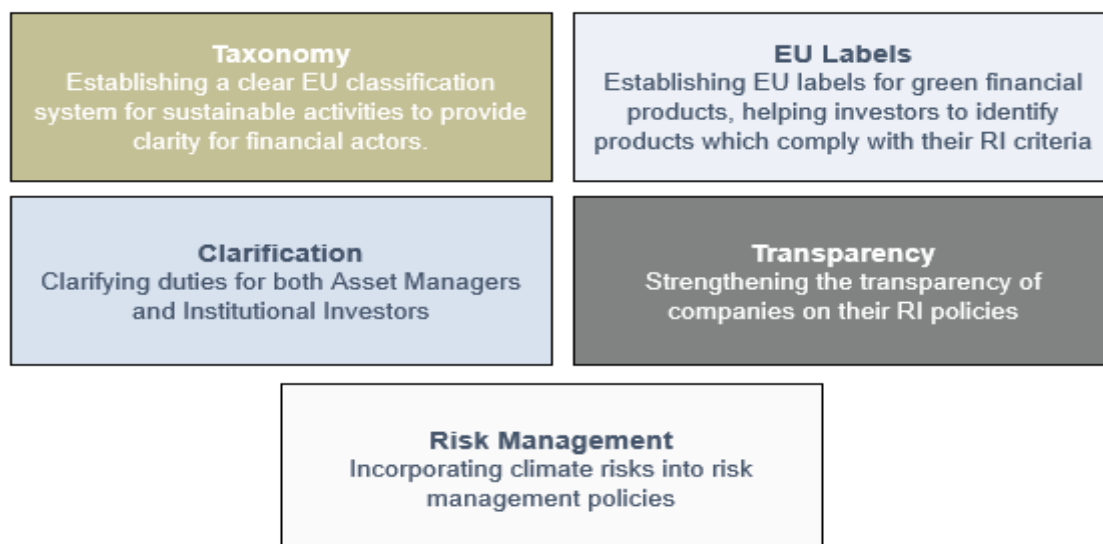 Taxonomy
Establishing a clear EU classification
system for sustainable activities to provide
clarity for financial actors.
EU Labels
Establishing EU labels for green financial
products, helping investors to identify
products which comply with their RI criteria
Clarification
Clarifying duties for both Asset Managers
and Institutional Investors
Transparency
Strengthening the transparency of
companies on their RI policies
Risk Management
Incorporating climate risks into risk
management policies